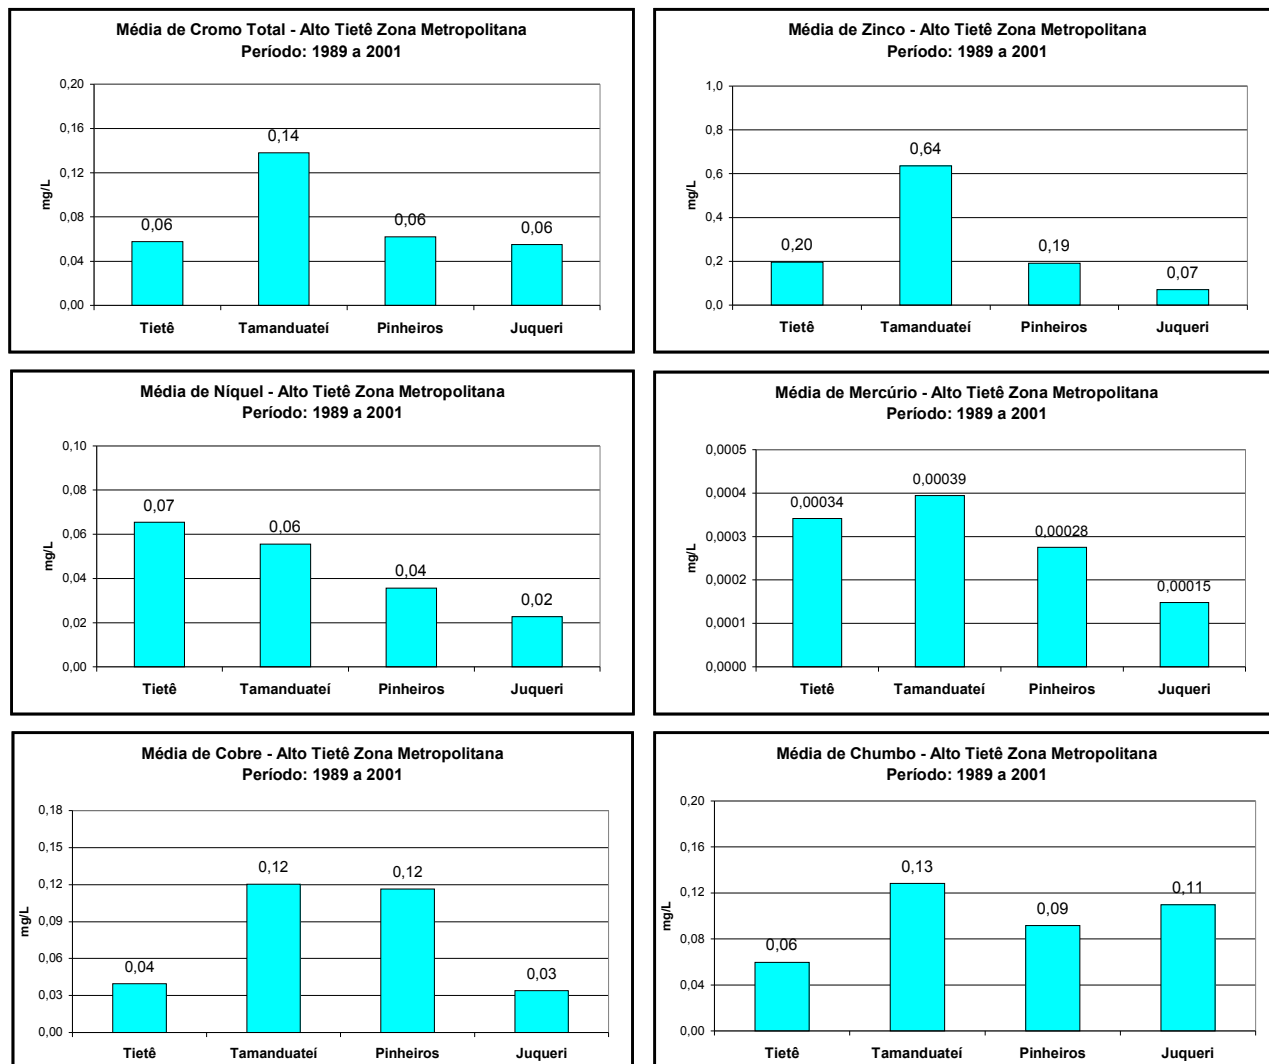 Média de Cromo Total - Alto Tietê Zona Metropolitana
Período: 1989 a 2001
0,20
0,16
0,12
0,08
0,04
0,00
mg/L
0,06
0,14
0,06
0,06
Tietê
Tamanduateí
Pinheiros
Juqueri
Média de Zinco - Alto Tietê Zona Metropolitana
Período: 1989 a 2001
1,0
0,8
0,6
0,4
0,2
0,0
mg/L
0,20
0,64
0,19
0,07
Tietê
Tamanduateí
Pinheiros
Juqueri
Média de Níquel - Alto Tietê Zona Metropolitana
Período: 1989 a 2001
0,10
0,08
0,06
0,04
0,02
0,00
mg/L
0,07
0,06
0,04
0,02
Tietê
Tamanduateí
Pinheiros
Juqueri
Média de Mercúrio - Alto Tietê Zona Metropolitana
Período: 1989 a 2001
0,0005
0,0004
0,0003
0,0002
0,0001
0,0000
mg/L
0,00034
0,00039
0,00028
0,00015
Tietê
Tamanduateí
Pinheiros
Juqueri
Média de Cobre - Alto Tietê Zona Metropolitana
Período: 1989 a 2001
0,18
0,15
0,12
0,09
0,06
0,03
0,00
mg/L
0,04
0,12
0,12
0,03
Tietê
Tamanduateí
Pinheiros
Juqueri
Média de Chumbo - Alto Tietê Zona Metropolitana
Período: 1989 a 2001
0,20
0,16
0,12
0,08
0,04
0,00
mg/L
0,06
0,13
0,09
0,11
Tietê
Tamanduateí
Pinheiros
Juqueri